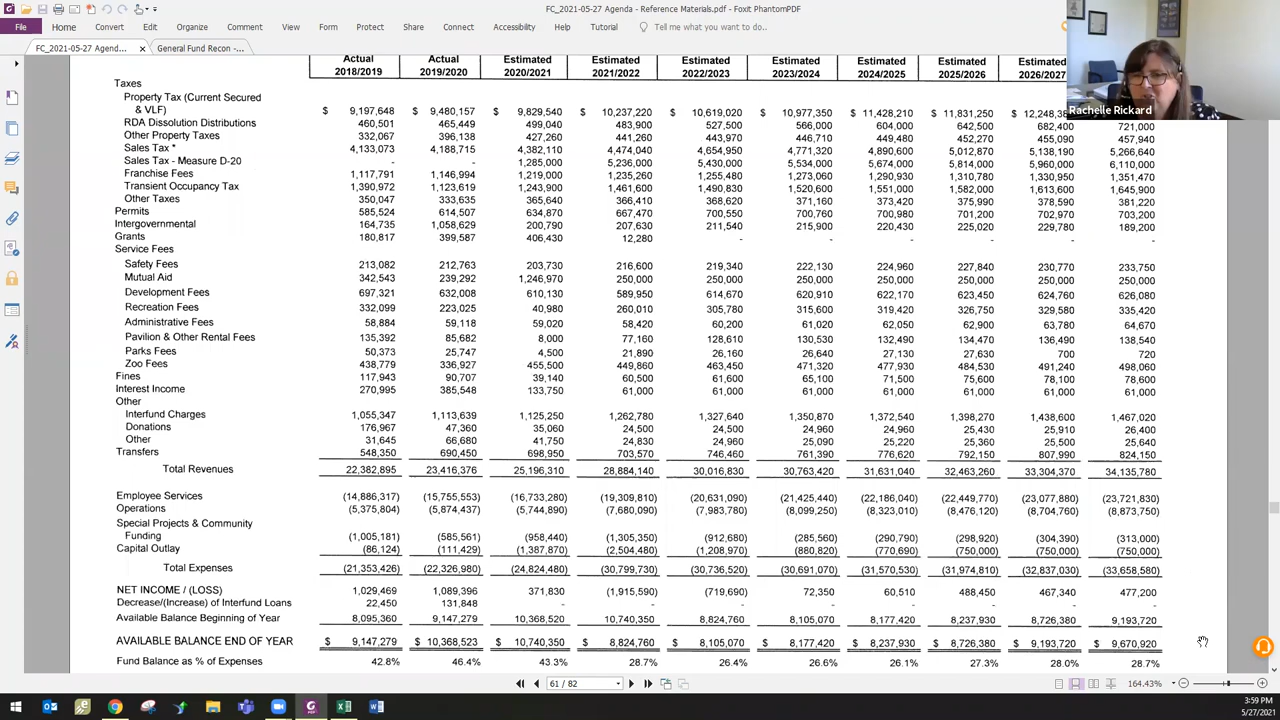 FC_2021-05-27 Agenda - Reference Materials.pdf - Foxit PhantomPDF
File Home Convert Edit Organize Comment View Form Protect Share Connect Accessibility Help Tutorial Tell me what you want to do...
FC_2021-05-27 Agend... General Fund Recon -...
Rachelle Rickard
Actual Actual Estimated Estimated Estimated Estimated Estimated Estimated Estimated
2018/2019 2019/2020 2020/2021 2021/2022 2022/2023 2023/2024 2024/2025 2025/2026 2026/2027
Taxes
Property Tax (Current Secured
& VLF) $ 9,187,548 $ 9,480,157 $ 9,829,540 $ 10,237,220 $ 10,619,020 $ 10,977,350 $ 11,428,210 $ 11,831,250 $
RDA Dissolution Distributions 460,501 465,449 499,040 483,900 527,500 566,000 604,000 642,500 682,400 721,000
Other Property Taxes 332,067 396,138 427,260 441,260 443,970 446,710 449,480 452,270 455,090 457,940
Sales Tax * 4,133,073 4,188,715 4,382,110 4,474,040 4,654,950 4,771,320 4,890,600 5,012,870 5,138,190 5,266,640
Sales Tax - Measure D-20 - - 1,285,000 5,236,000 5,430,000 5,534,000 5,674,000 5,814,000 5,960,000 6,110,000
Franchise Fees 1,117,791 1,146,994 1,219,000 1,235,260 1,255,480 1,273,060 1,290,930 1,310,780 1,330,950 1,351,470
Transient Occupancy Tax 1,390,972 1,123,619 1,243,900 1,461,600 1,490,830 1,520,600 1,551,000 1,582,000 1,613,600 1,645,900
Other Taxes 350,047 333,635 365,640 366,410 368,620 371,160 373,420 375,990 378,590 381,220
Permits 585,524 614,507 634,870 667,470 700,550 700,760 700,980 701,200 702,970 703,200
Intergovernmental 164,735 1,058,629 200,790 207,630 211,540 215,900 220,430 225,020 229,780 189,200
Grants 180,817 399,587 406,430 12,280 - - - - - -
Service Fees
Safety Fees 213,082 212,763 203,730 216,600 219,340 222,130 224,960 227,840 230,770 233,750
Mutual Aid 342,543 239,292 1,246,970 250,000 250,000 250,000 250,000 250,000 250,000 250,000
Development Fees 697,321 632,008 610,130 589,950 614,670 620,910 622,170 623,450 624,760 626,080
Recreation Fees 332,099 223,025 40,980 260,010 305,780 315,600 319,420 326,750 329,580 335,420
Administrative Fees 58,884 59,118 59,020 58,420 60,200 61,020 62,050 62,900 63,780 64,670
Pavilion & Other Rental Fees 135,392 85,682 8,000 77,160 128,610 130,530 132,490 134,470 136,490 138,540
Parks Fees 50,373 25,747 4,500 21,890 26,160 26,640 27,130 27,630 700 720
Zoo Fees 438,779 336,927 455,500 449,860 463,450 471,320 477,930 484,530 491,240 498,060
Fines 117,943 90,707 39,140 60,500 61,600 65,100 71,500 75,600 78,100 78,600
Interest Income 270,995 385,548 133,750 61,000 61,000 61,000 61,000 61,000 61,000 61,000
Other
Interfund Charges 1,055,347 1,113,639 1,125,250 1,262,780 1,327,640 1,350,870 1,372,540 1,398,270 1,438,600 1,467,020
Donations 176,967 47,360 35,060 24,500 24,500 24,960 24,960 25,430 25,910 26,400
Other 31,645 66,680 41,750 24,830 24,960 25,090 25,220 25,360 25,500 25,640
Transfers 548,350 690,450 698,950 703,570 746,460 761,390 776,620 792,150 807,990 824,150
Total Revenues 22,382,895 23,416,376 25,196,310 28,884,140 30,016,830 30,763,420 31,631,040 32,463,260 33,304,370 34,135,780
Employee Services (14,886,317) (15,755,553) (16,733,280) (19,309,810) (20,631,090) (21,425,440) (22,186,040) (22,449,770) (23,077,880) (23,721,830)
Operations (5,375,804) (5,874,437) (5,744,890) (7,680,090) (7,983,780) (8,099,250) (8,323,010) (8,476,120) (8,704,760) (8,873,750)
Special Projects & Community
Funding (1,005,181) (585,561) (958,440) (1,305,350) (912,680) (285,560) (290,790) (298,920) (304,390) (313,000)
Capital Outlay (86,124) (111,429) (1,387,870) (2,504,480) (1,208,970) (880,820) (770,690) (750,000) (750,000) (750,000)
Total Expenses (21,353,426) (22,326,980) (24,824,480) (30,799,730) (30,736,520) (30,691,070) (31,570,530) (31,974,810) (32,837,030) (33,658,580)
NET INCOME / (LOSS) 1,029,469 1,089,396 371,830 (1,915,590) (719,690) 72,350 60,510 488,450 467,340 477,200
Decrease/(Increase) of Interfund Loans 22,450 131,848 - - - - - - - -
Available Balance Beginning of Year 8,095,360 9,147,279 10,368,520 10,740,350 8,824,760 8,105,070 8,177,420 8,237,930 8,726,380 9,193,720
AVAILABLE BALANCE END OF YEAR $ 9,147,279 $ 10,368,523 $ 10,740,350 $ 8,824,760 $ 8,105,070 $ 8,177,420 $ 8,237,930 $ 8,726,380 $ 9,193,720 $ 9,670,920
Fund Balance as % of Expenses 42.8% 46.4% 43.3% 28.7% 26.4% 26.6% 26.1% 27.3% 28.0% 28.7%
61 / 82 164.43%
3:59 PM
5/27/2021